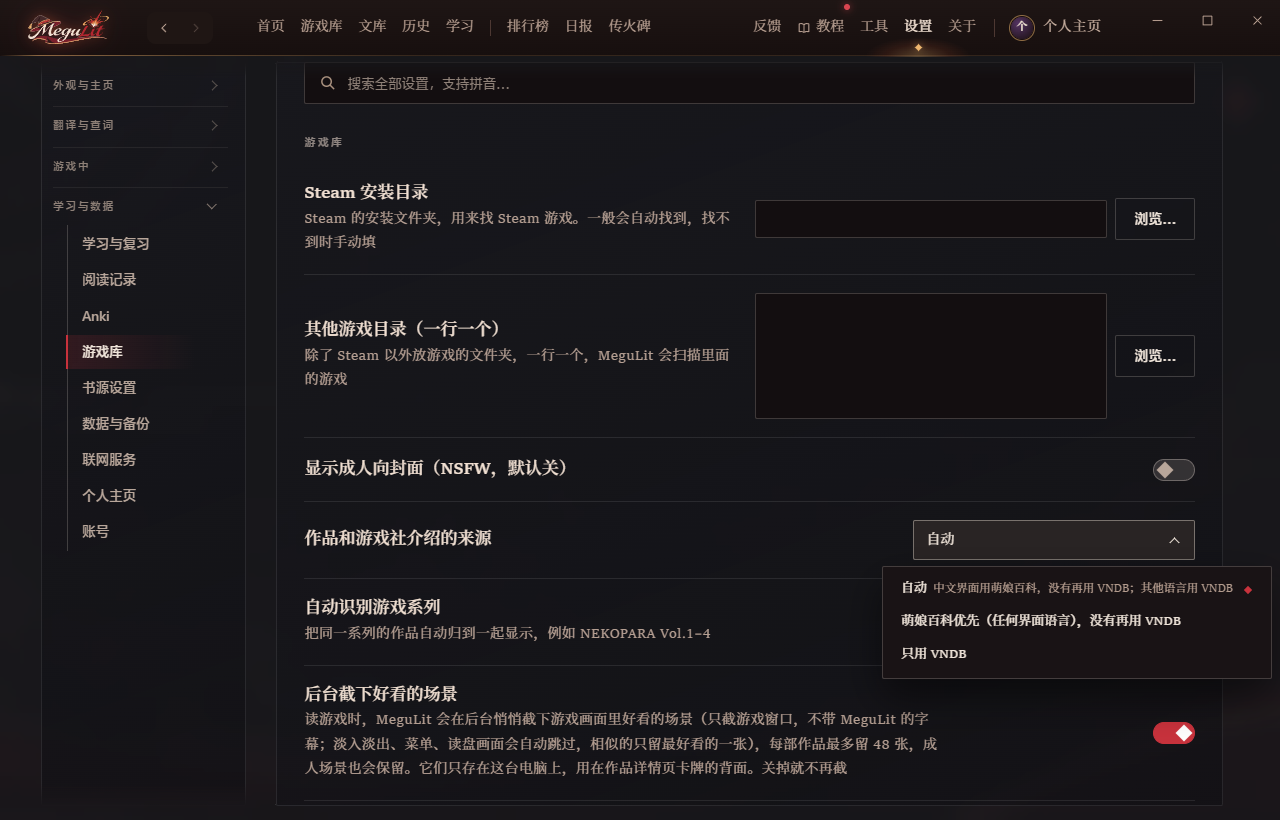 MeguLit
首页 游戏库 文库 历史 学习 排行榜 日报 传火碑 反馈 教程 工具 设置 关于 个 个人主页
外观与主页
翻译与查词
游戏中
学习与数据
学习与复习
阅读记录
Anki
游戏库
书源设置
数据与备份
联网服务
个人主页
账号
搜索全部设置，支持拼音...
游戏库
Steam 安装目录
Steam 的安装文件夹，用来找 Steam 游戏。一般会自动找到，找不
到时手动填
浏览...
其他游戏目录（一行一个）
除了 Steam 以外放游戏的文件夹，一行一个，MeguLit 会扫描里面
的游戏
浏览...
显示成人向封面（NSFW，默认关）
作品和游戏社介绍的来源
自动
自动 中文界面用萌娘百科，没有再用 VNDB；其他语言用 VNDB
萌娘百科优先（任何界面语言），没有再用 VNDB
只用 VNDB
自动识别游戏系列
把同一系列的作品自动归到一起显示，例如 NEKOPARA Vol.1–4
后台截下好看的场景
读游戏时，MeguLit 会在后台悄悄截下游戏画面里好看的场景（只截游戏窗口，不带 MeguLit 的字
幕；淡入淡出、菜单、读盘画面会自动跳过，相似的只留最好看的一张），每部作品最多留 48 张，成
人场景也会保留。它们只存在这台电脑上，用在作品详情页卡牌的背面。关掉就不再截